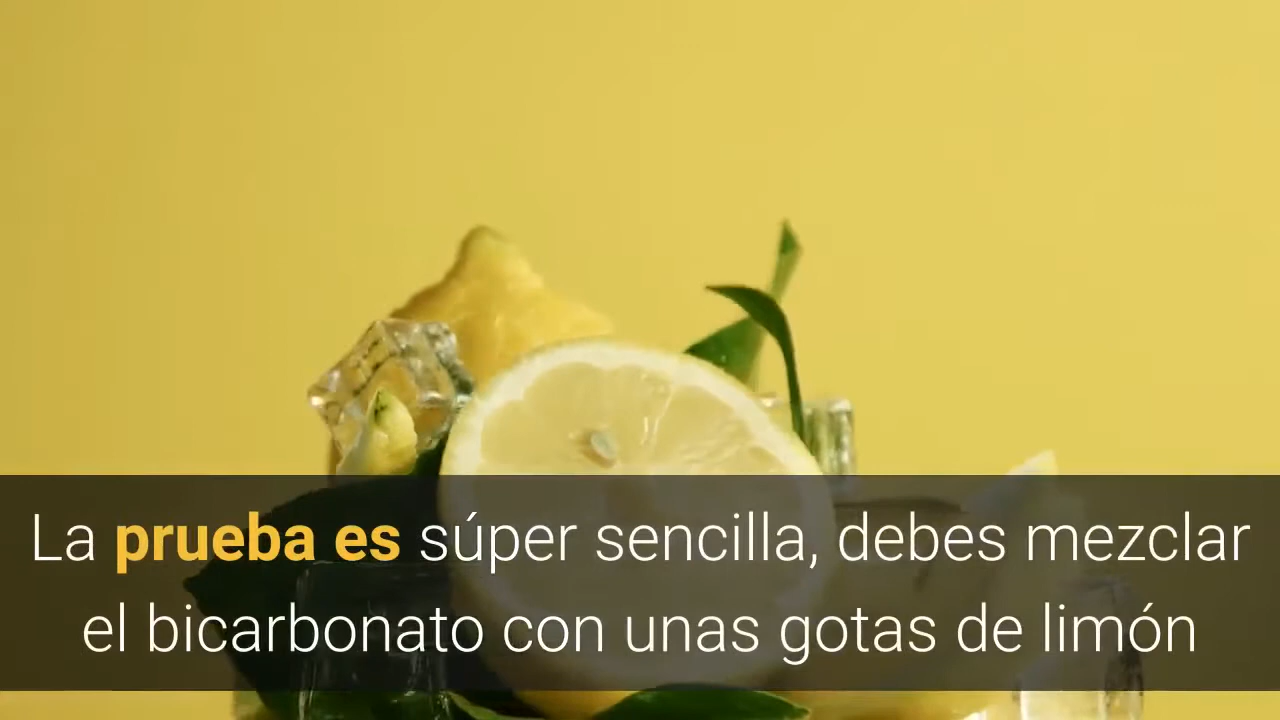 La prueba es súper sencilla, debes mezclar
el bicarbonato con unas gotas de limón